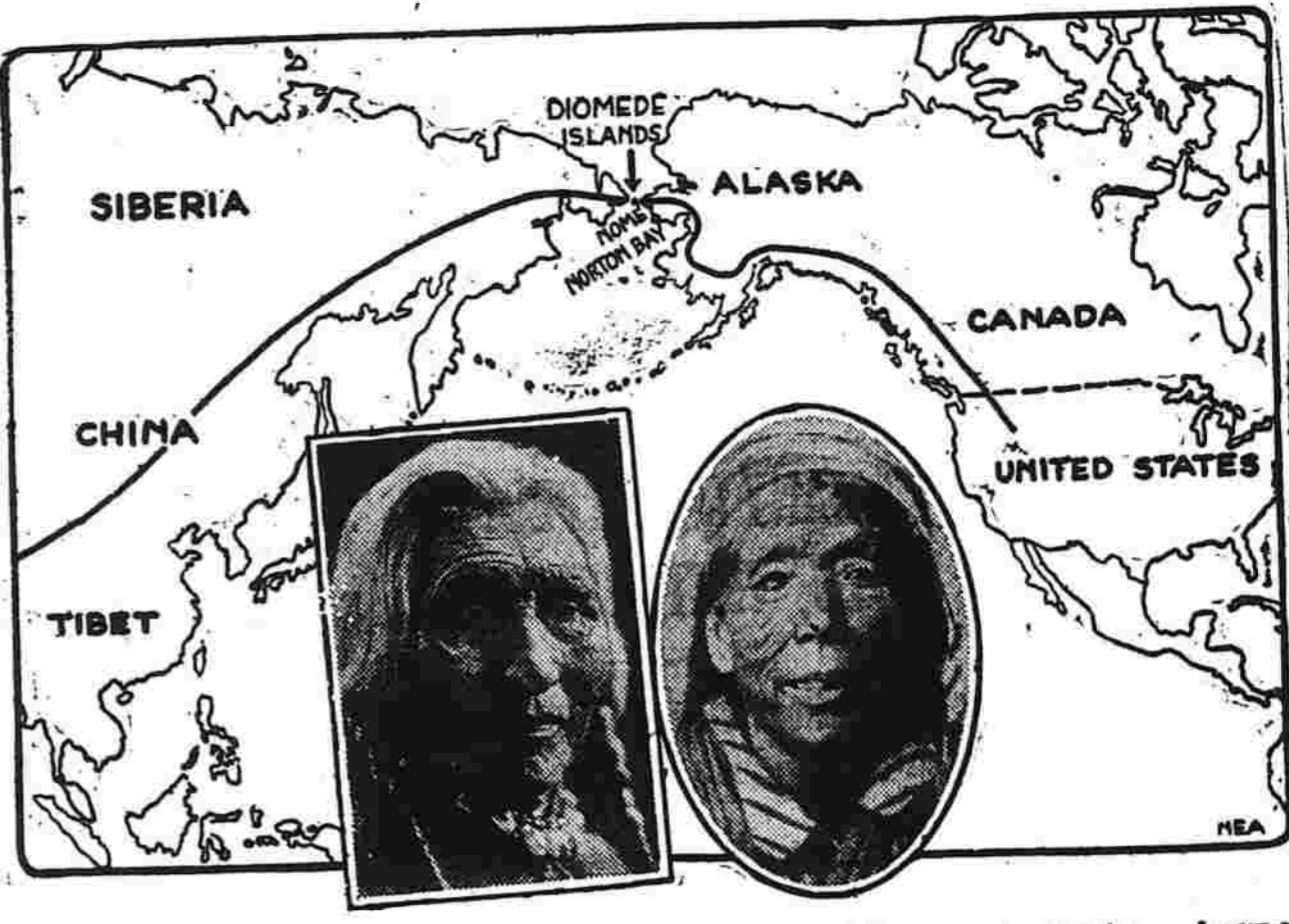 DIOMEDE
ISLANDS
SIBERIA
ALASKA
NOME
NORTON BAY
CANADA
CHINA
UNITED STATES
TIBET
NEA